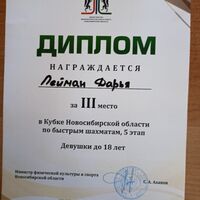 ДИПЛОМ
НАГРАЖДАЕТСЯ
Лейман Дарья
за III место
в Кубке Новосибирской области
по быстрым шахматам, 5 этап
Девушки до 18 лет
Министр физической культуры и спорта
Новосибирской области
С.А. Ахапов